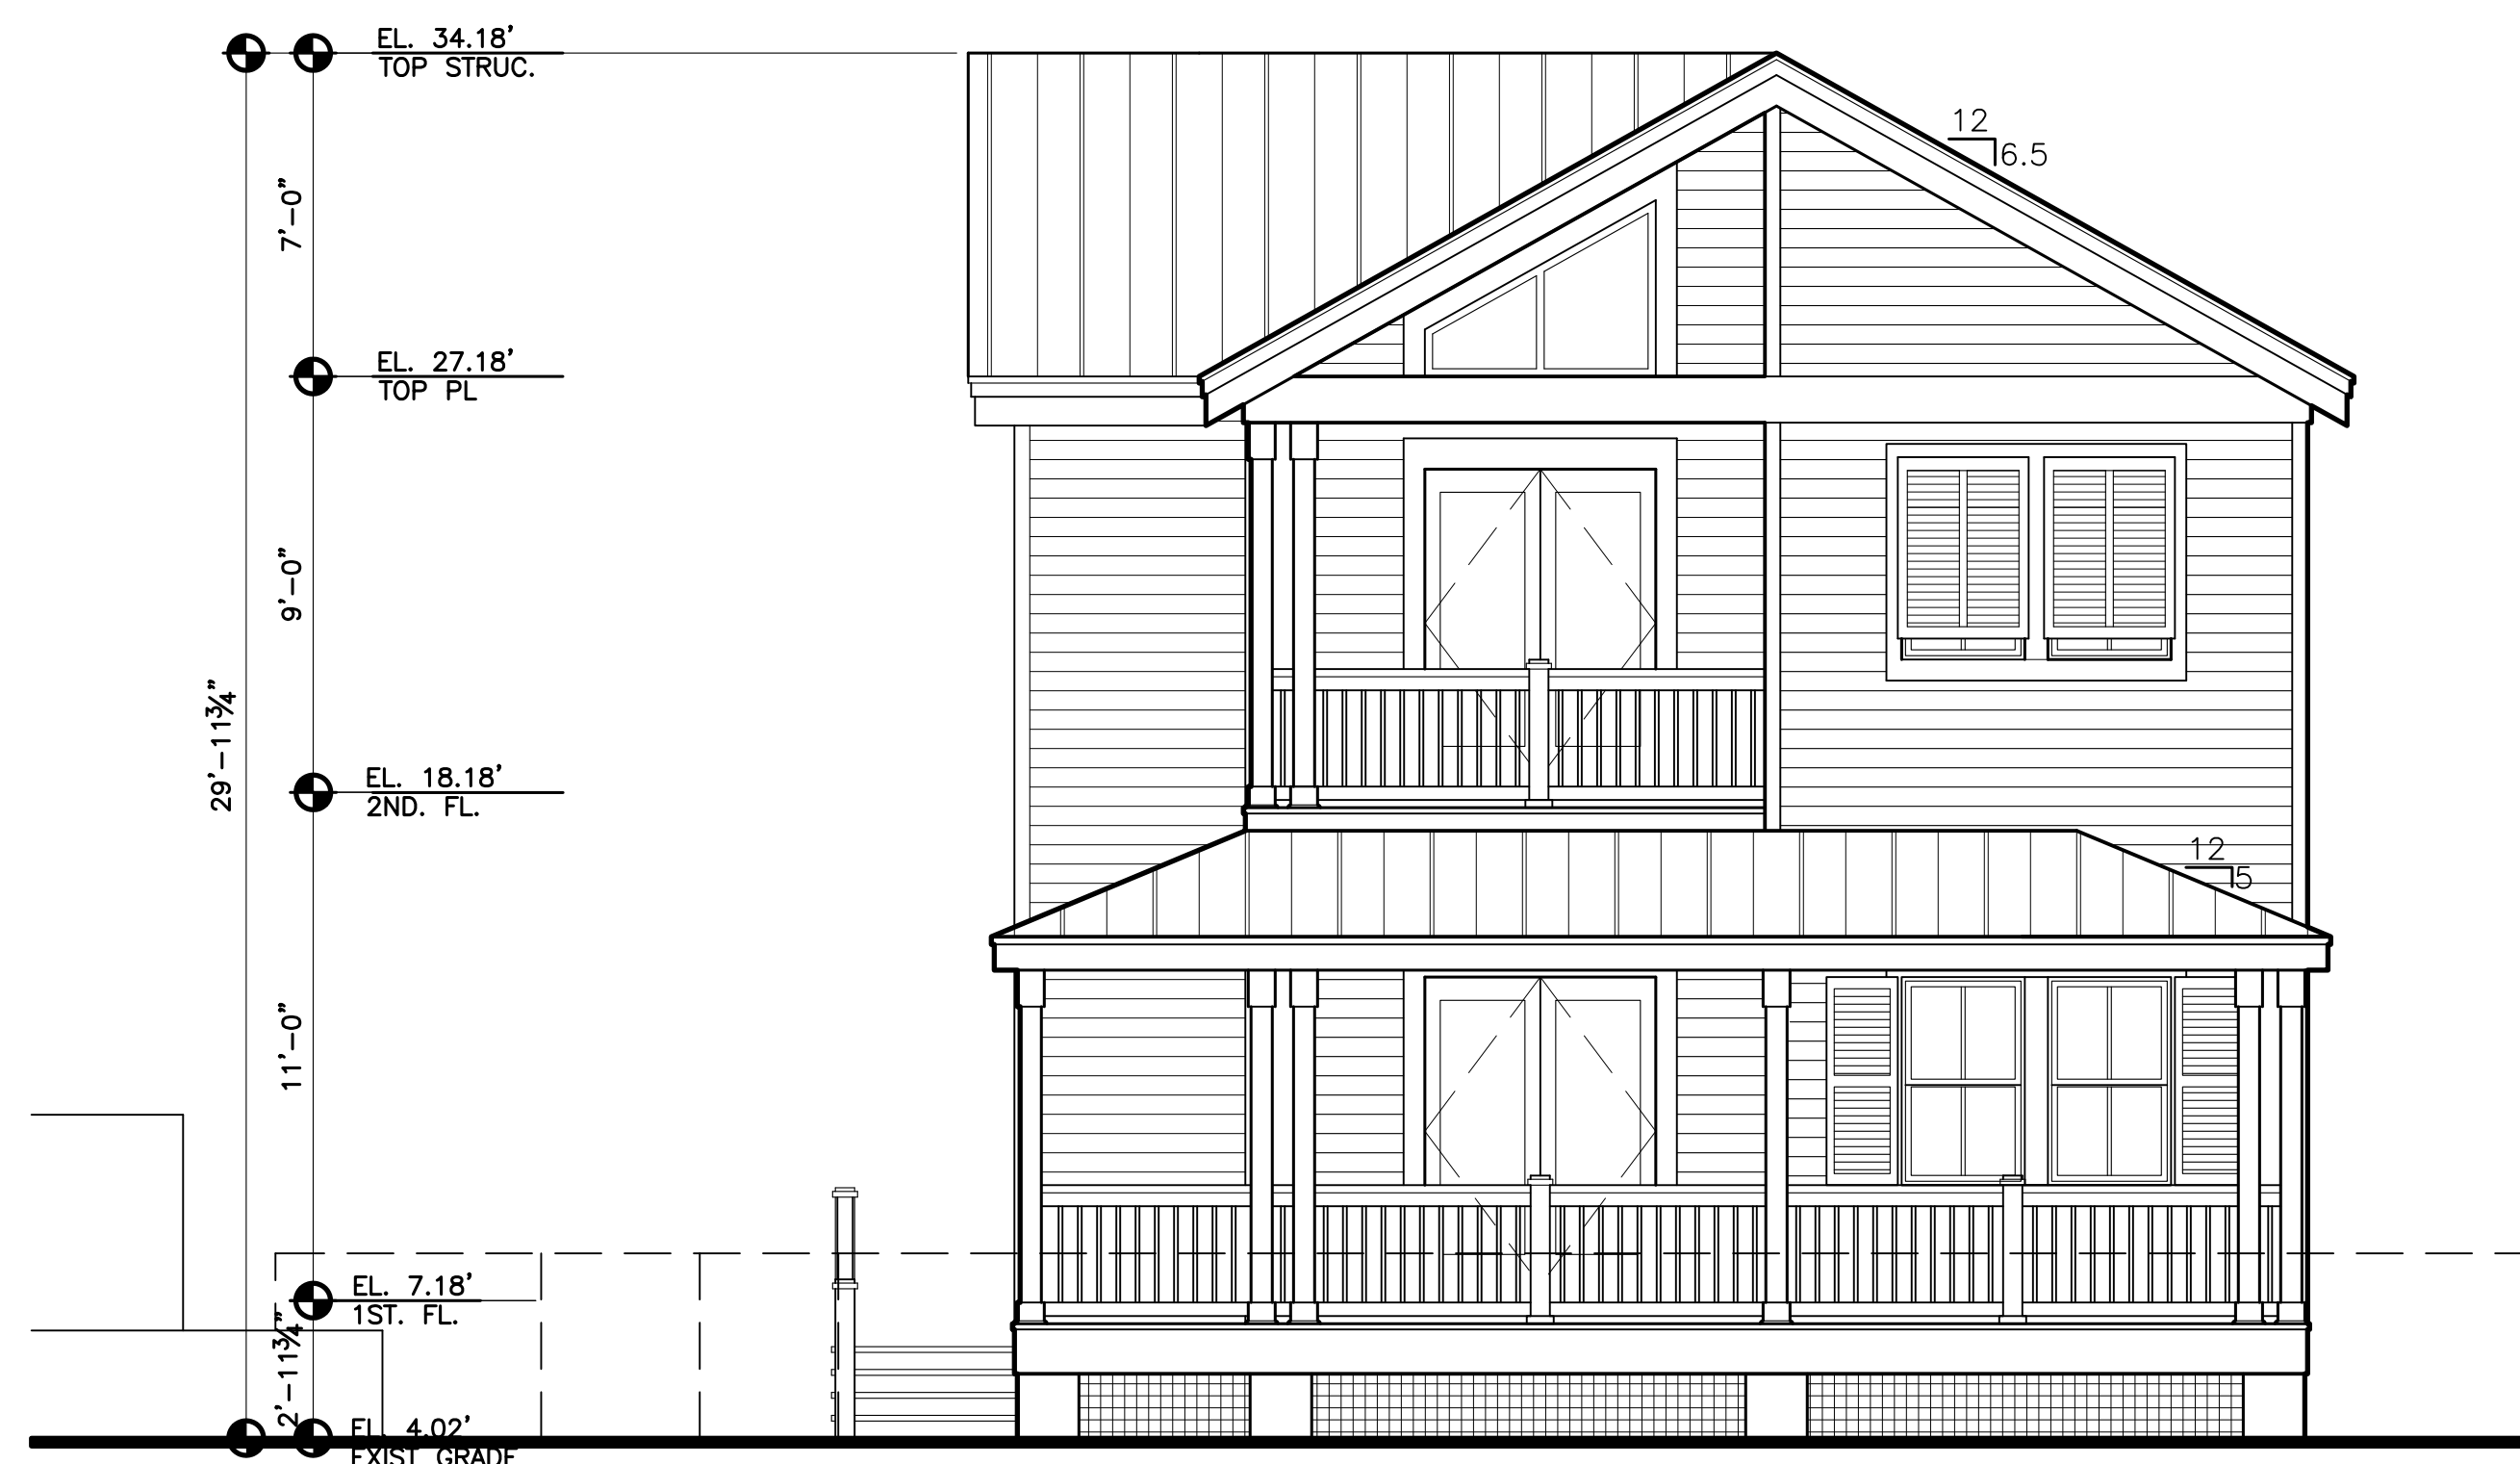 EL. 34.18'
TOP STRUC.
12
6.5
7'-0"
EL. 27.18'
TOP PL
9'-0"
29'-11¾"
EL. 18.18'
2ND. FL.
12
5
11'-0"
EL. 7.18'
1ST. FL.
2'-11¾"
EL. 4.02'
EXIST GRADE